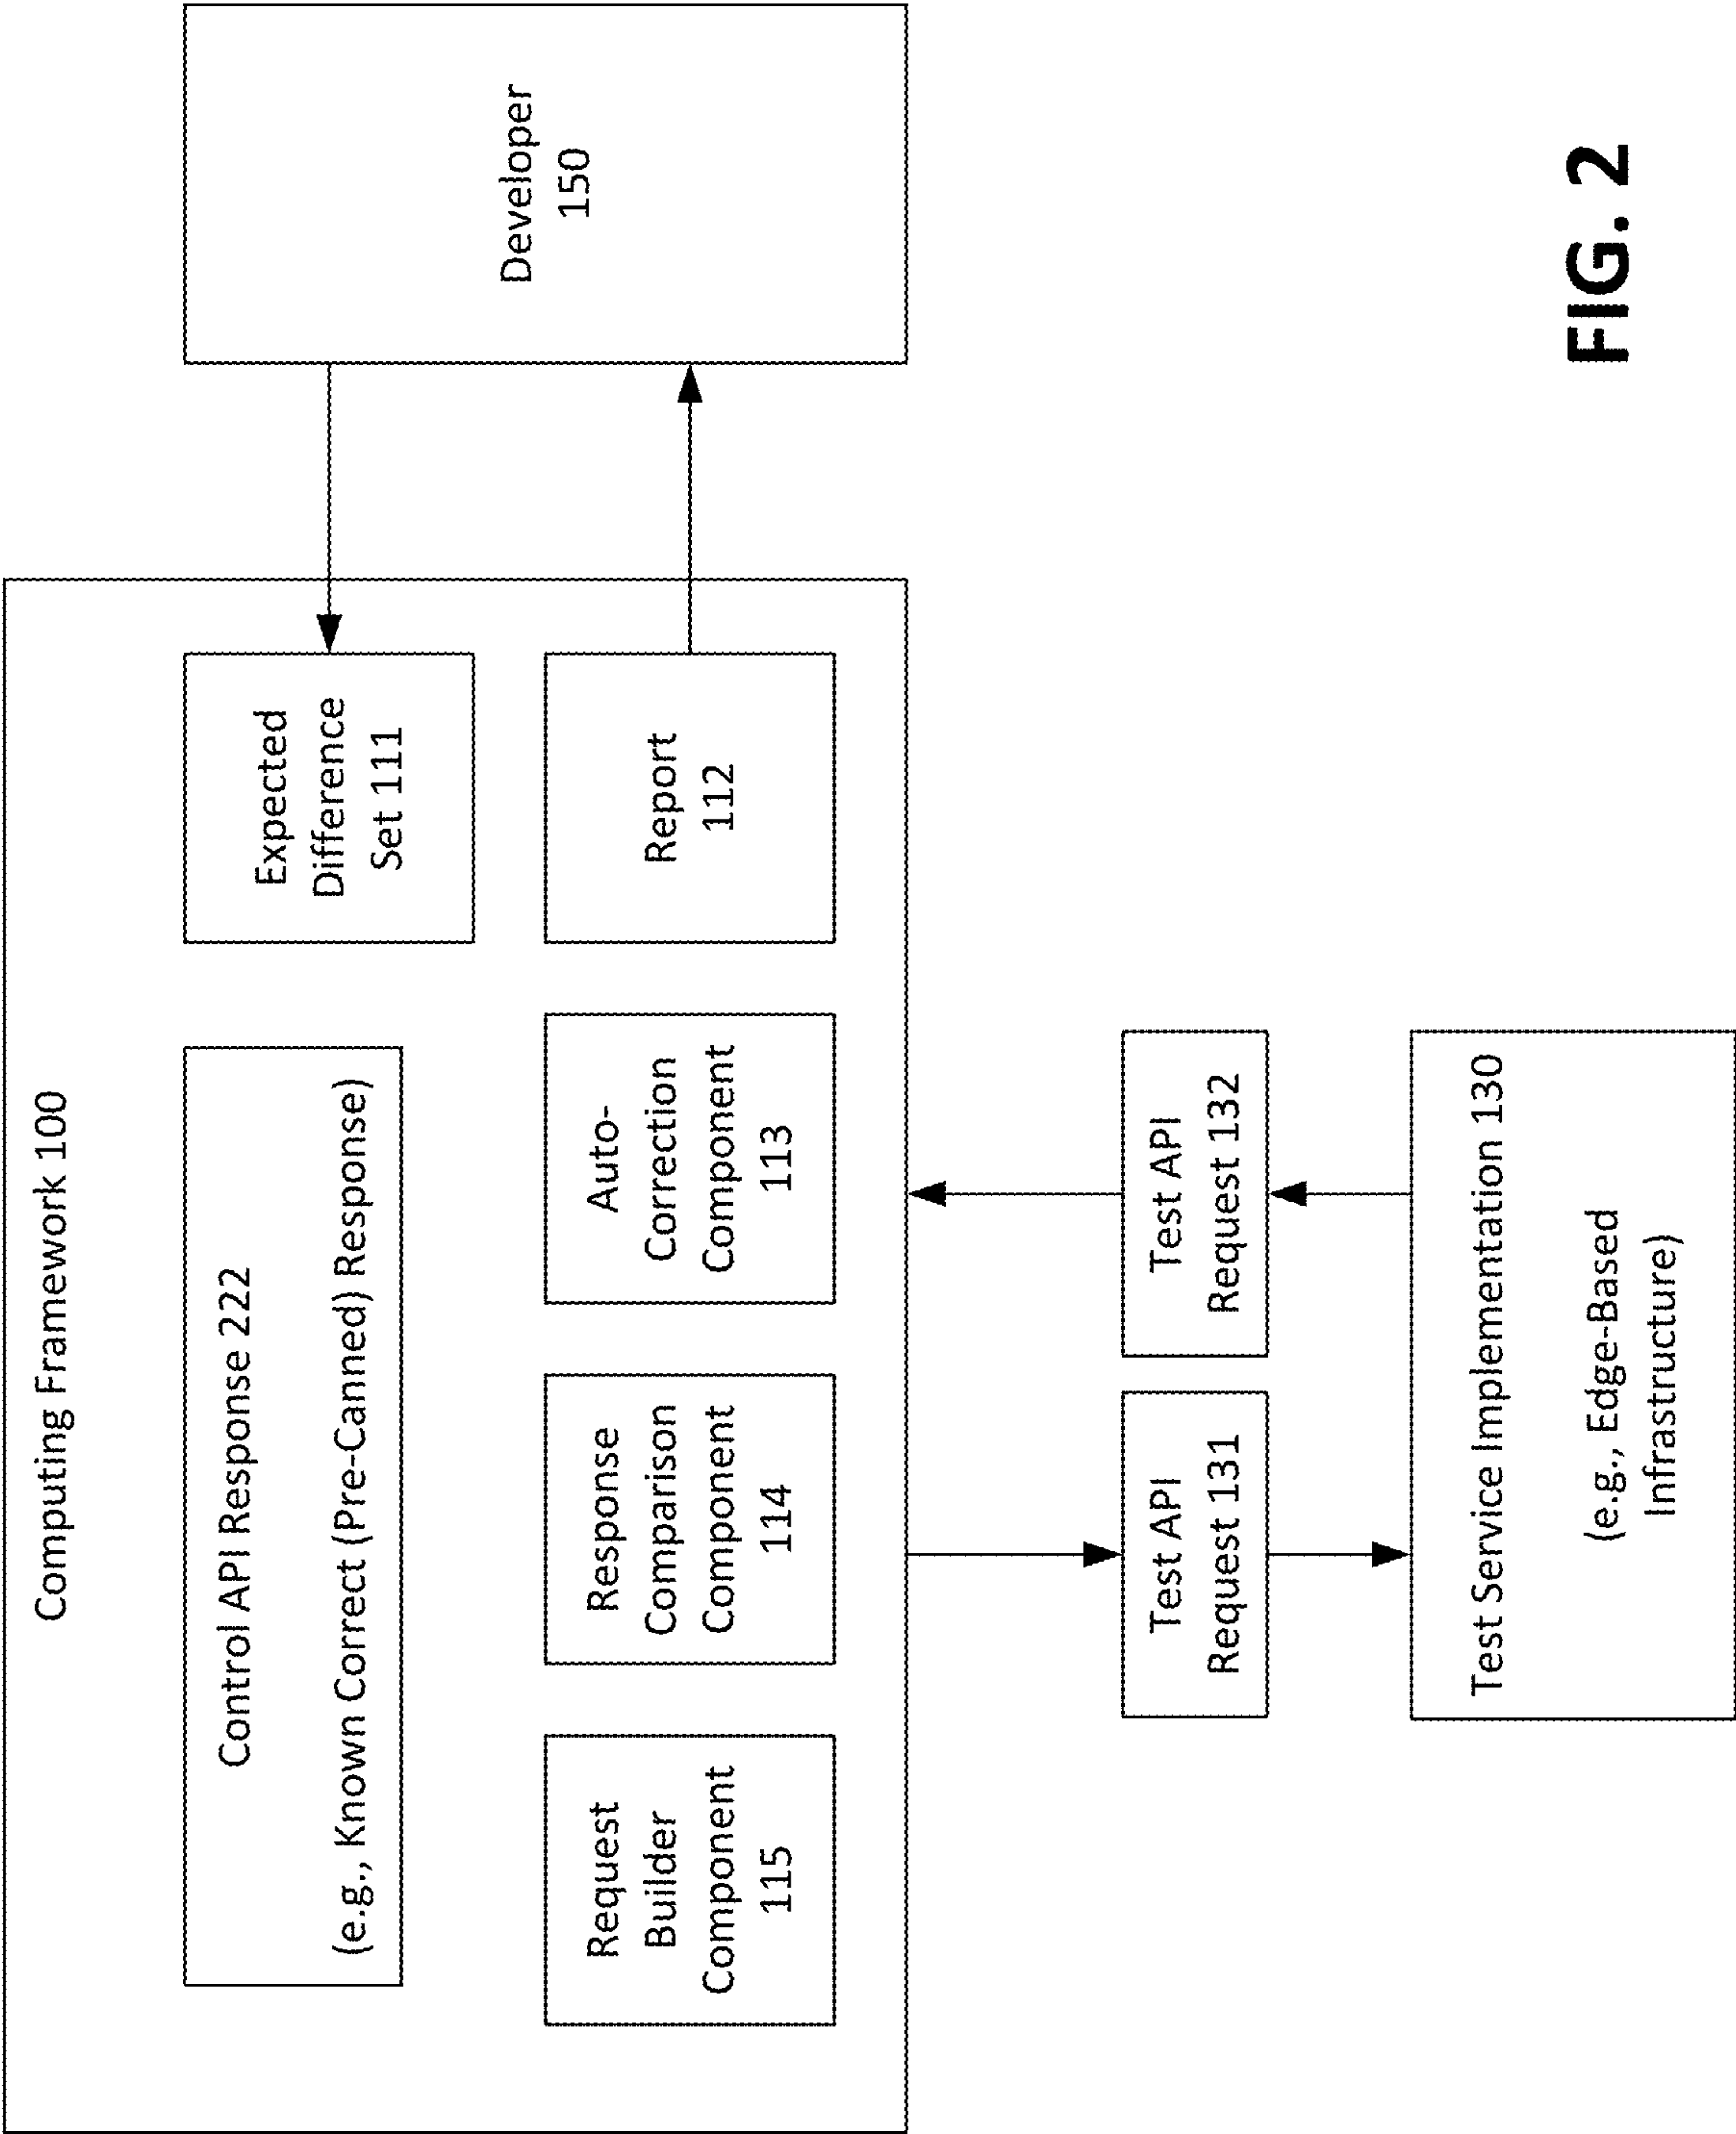 Computing Framework 100
Control API Response 222
(e.g., Known Correct (Pre-Canned) Response)
Expected
Difference
Set 111
Developer
150
Request
Builder
Component
115
Response
Comparison
Component
114
Auto-
Correction
Component
113
Report
112
Test API
Request 131
Test API
Request 132
Test Service Implementation 130
(e.g., Edge-Based
Infrastructure)
FIG. 2